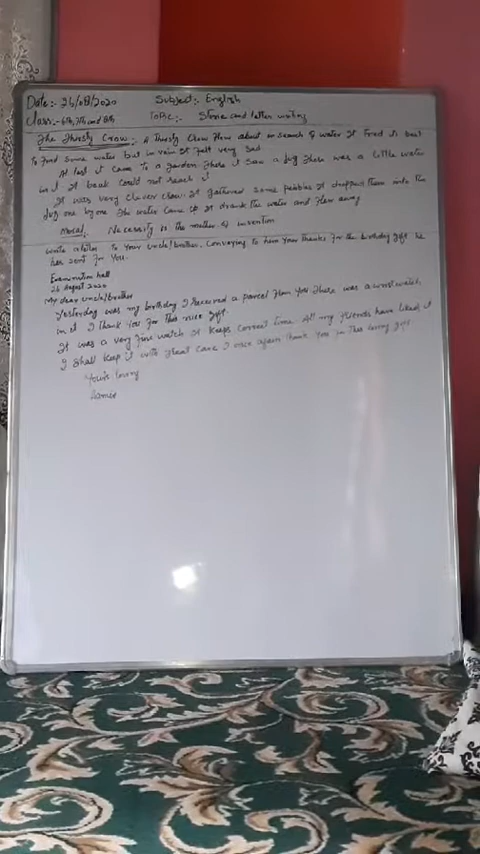 Date:- 26/08/2020 Subject:- English
Class:- 6th, 7th and 8th Topic:- Storie and letter writing
The Thirsty Crow:- A thirsty Crow flew about in search of water It tried its best
To find some water but in vain It felt very sad
At last it came to a garden. There it saw a Jug There was a little water
in it It beak could not reach it
It was very clever crow. It gathered some pebbles It dropped them into the
Jug one by one The water came up It drank the water and flew away
Moral Necessity is the mother of invention
write a letter to your uncle/brother, Conveying to him your thanks for the birthday gift he
has sent for you.
Examination hall
26 August 2020
My dear uncle/brother
Yesterday was my birthday I received a parcel from you There was a wrist watch
in it I thank you for this nice gift
It was a very fine watch It keeps correct time. All my friends have liked it
I shall keep it with great care I once again thank you for this loving gift
Your's loving